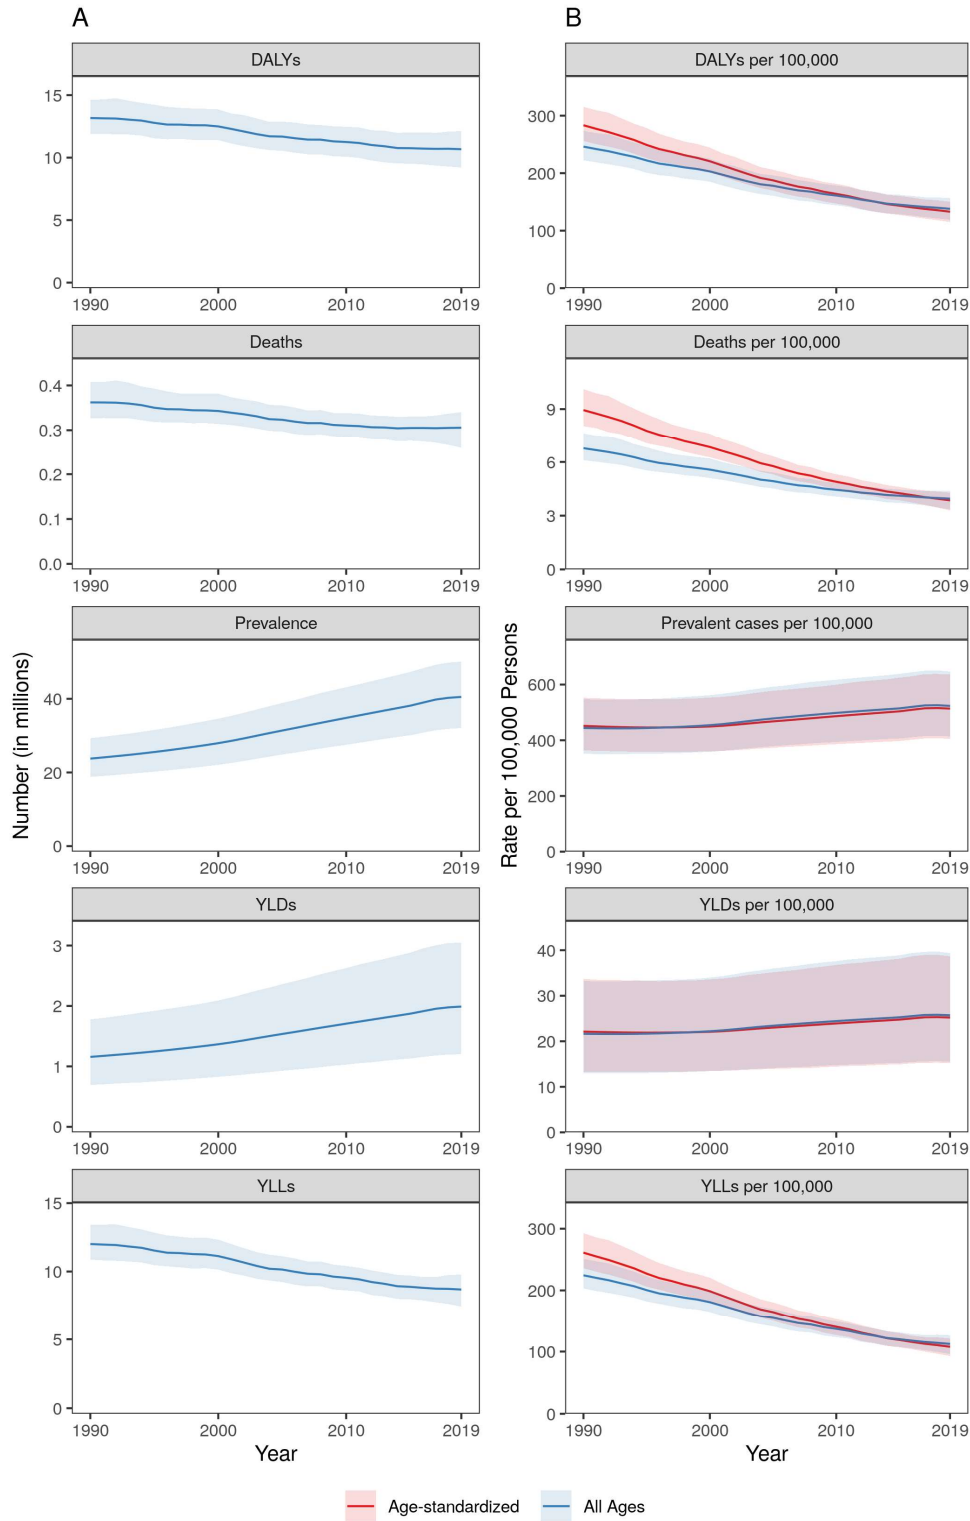 A
B
DALYs
DALYs per 100,000
15
10
5
0
1990 2000 2010 2019
300
200
100
0
1990 2000 2010 2019
Deaths
Deaths per 100,000
0.4
0.3
0.2
0.1
0.0
1990 2000 2010 2019
9
6
3
0
1990 2000 2010 2019
Number (in millions)
Rate per 100,000 Persons
Prevalence
Prevalent cases per 100,000
40
20
0
1990 2000 2010 2019
600
400
200
0
1990 2000 2010 2019
YLDs
YLDs per 100,000
3
2
1
0
1990 2000 2010 2019
40
30
20
10
0
1990 2000 2010 2019
YLLs
YLLs per 100,000
15
10
5
0
1990 2000 2010 2019
300
200
100
0
1990 2000 2010 2019
Year
Year
Age-standardized
All Ages